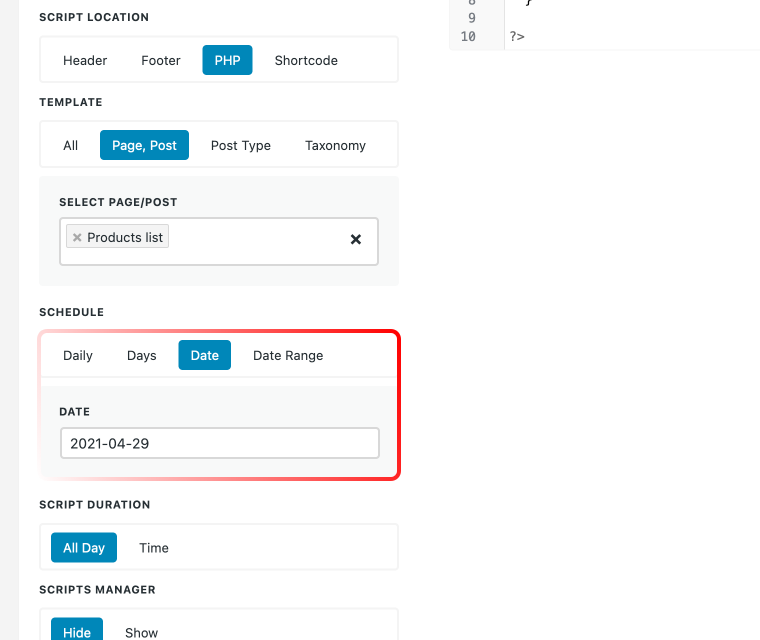 SCRIPT LOCATION
Header Footer PHP Shortcode
TEMPLATE
All Page, Post Post Type Taxonomy
SELECT PAGE/POST
× Products list ×
SCHEDULE
Daily Days Date Date Range
DATE
2021-04-29
SCRIPT DURATION
All Day Time
SCRIPTS MANAGER
Hide Show
8 }
9
10 ?>